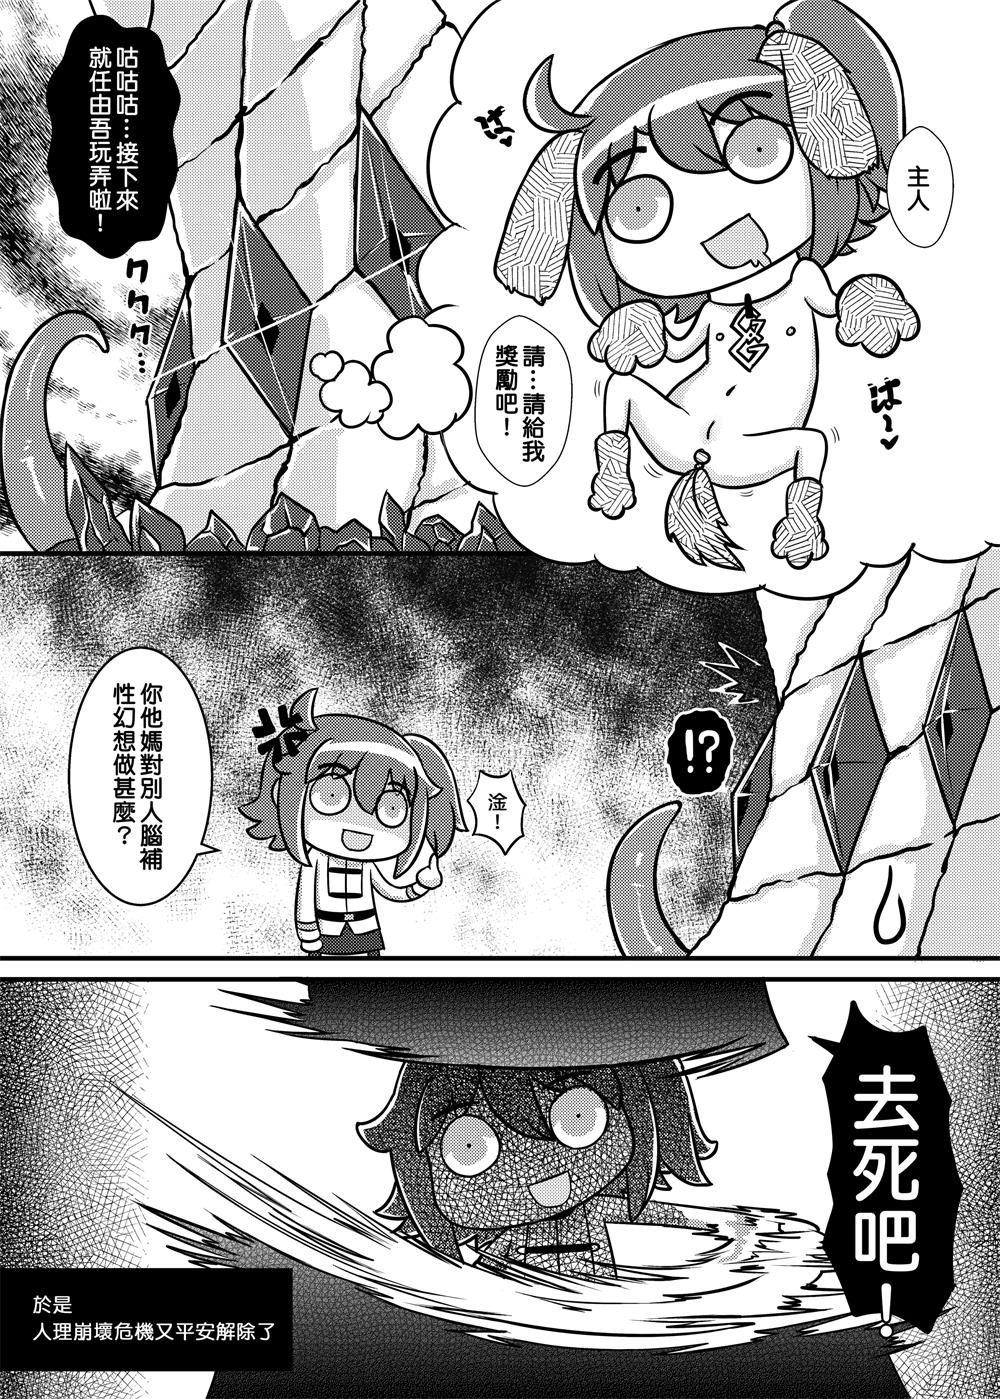 主人
はぁ♥
請…請給我
獎勵吧！
は～♥
咕咕咕…接下來
就任由吾玩弄啦！
ククク…
!?
淦！
你他媽對別人腦補
性幻想做甚麼？
去死吧！
於是
人理崩壞危機又平安解除了